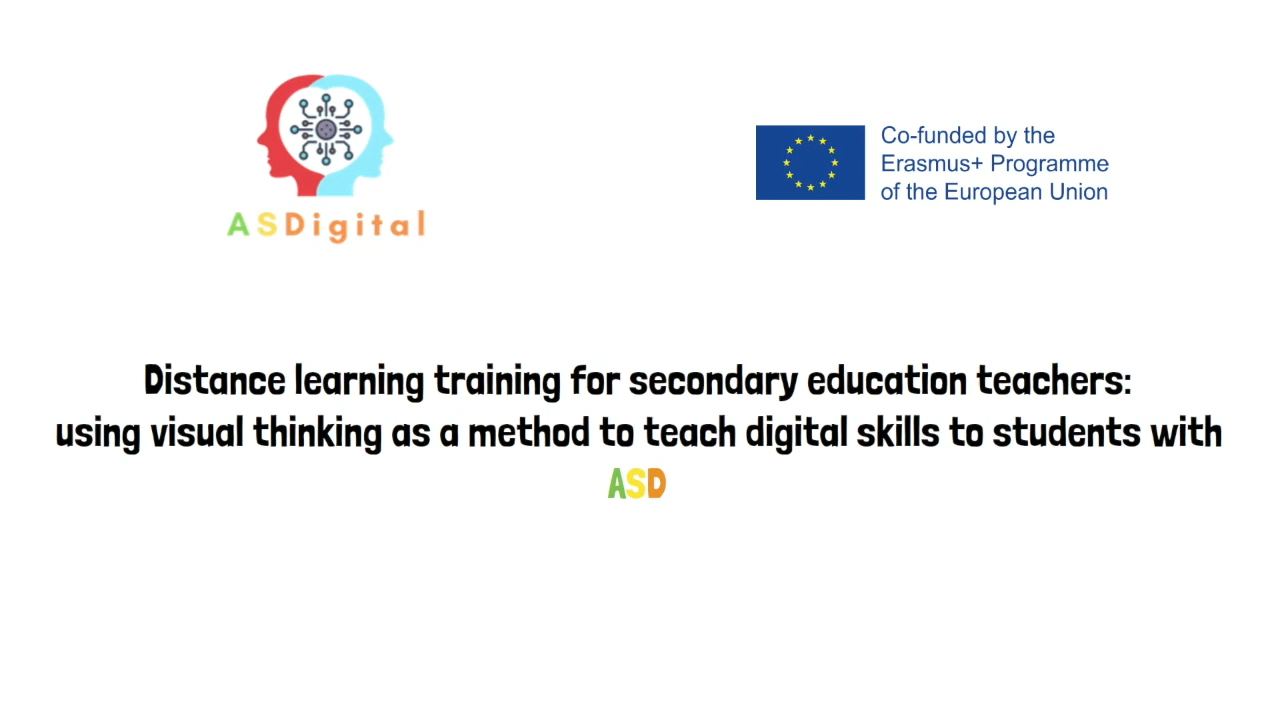 ASDigital
Co-funded by the
Erasmus+ Programme
of the European Union
Distance learning training for secondary education teachers:
using visual thinking as a method to teach digital skills to students with
ASD